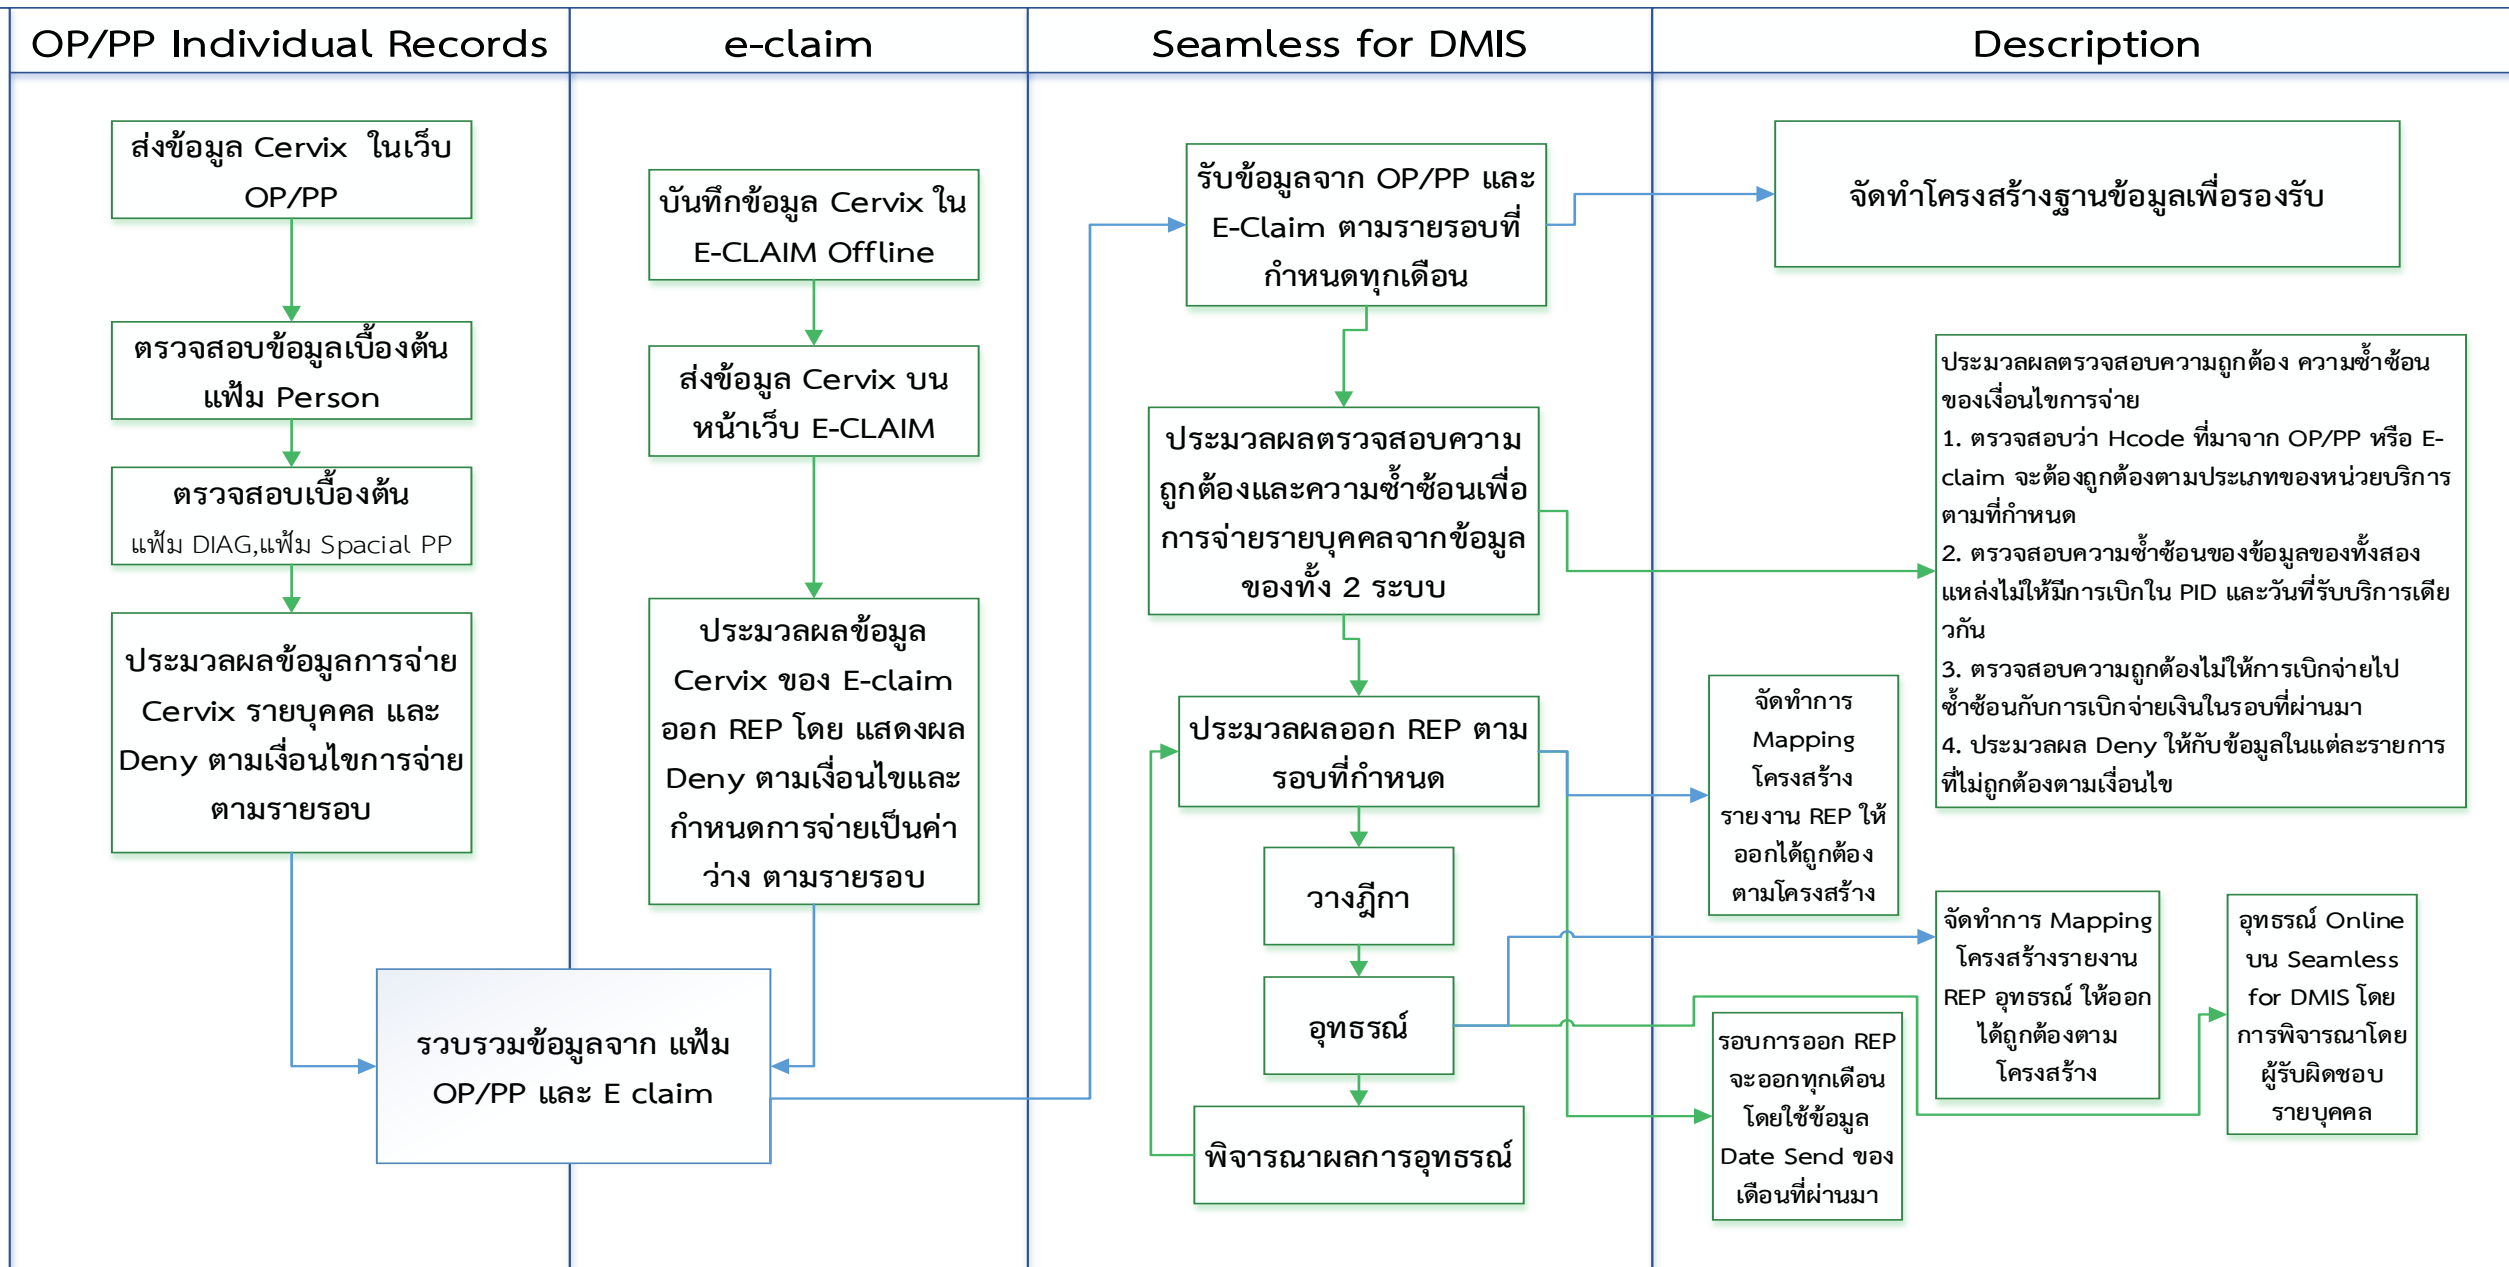 OP/PP Individual Records
e-claim
Seamless for DMIS
Description
ส่งข้อมูล Cervix ในเว็บ
OP/PP
ตรวจสอบข้อมูลเบื้องต้น
แฟ้ม Person
ตรวจสอบเบื้องต้น
แฟ้ม DIAG,แฟ้ม Spacial PP
ประมวลผลข้อมูลการจ่าย
Cervix รายบุคคล และ
Deny ตามเงื่อนไขการจ่าย
ตามรายรอบ
บันทึกข้อมูล Cervix ใน
E-CLAIM Offline
ส่งข้อมูล Cervix บน
หน้าเว็บ E-CLAIM
ประมวลผลข้อมูล
Cervix ของ E-claim
ออก REP โดย แสดงผล
Deny ตามเงื่อนไขและ
กำหนดการจ่ายเป็นค่า
ว่าง ตามรายรอบ
รวบรวมข้อมูลจาก แฟ้ม
OP/PP และ E claim
รับข้อมูลจาก OP/PP และ
E-Claim ตามรายรอบที่
กำหนดทุกเดือน
ประมวลผลตรวจสอบความ
ถูกต้องและความซ้ำซ้อนเพื่อ
การจ่ายรายบุคคลจากข้อมูล
ของทั้ง 2 ระบบ
ประมวลผลออก REP ตาม
รอบที่กำหนด
วางฎีกา
อุทธรณ์
พิจารณาผลการอุทธรณ์
จัดทำโครงสร้างฐานข้อมูลเพื่อรองรับ
ประมวลผลตรวจสอบความถูกต้อง ความซ้ำซ้อน
ของเงื่อนไขการจ่าย
1. ตรวจสอบว่า Hcode ที่มาจาก OP/PP หรือ E-
claim จะต้องถูกต้องตามประเภทของหน่วยบริการ
ตามที่กำหนด
2. ตรวจสอบความซ้ำซ้อนของข้อมูลของทั้งสอง
แหล่งไม่ให้มีการเบิกใน PID และวันที่รับบริการเดีย
วกัน
3. ตรวจสอบความถูกต้องไม่ให้การเบิกจ่ายไป
ซ้ำซ้อนกับการเบิกจ่ายเงินในรอบที่ผ่านมา
4. ประมวลผล Deny ให้กับข้อมูลในแต่ละรายการ
ที่ไม่ถูกต้องตามเงื่อนไข
จัดทำการ
Mapping
โครงสร้าง
รายงาน REP ให้
ออกได้ถูกต้อง
ตามโครงสร้าง
จัดทำการ Mapping
โครงสร้างรายงาน
REP อุทธรณ์ ให้ออก
ได้ถูกต้องตาม
โครงสร้าง
อุทธรณ์ Online
บน Seamless
for DMIS โดย
การพิจารณาโดย
ผู้รับผิดชอบ
รายบุคคล
รอบการออก REP
จะออกทุกเดือน
โดยใช้ข้อมูล
Date Send ของ
เดือนที่ผ่านมา